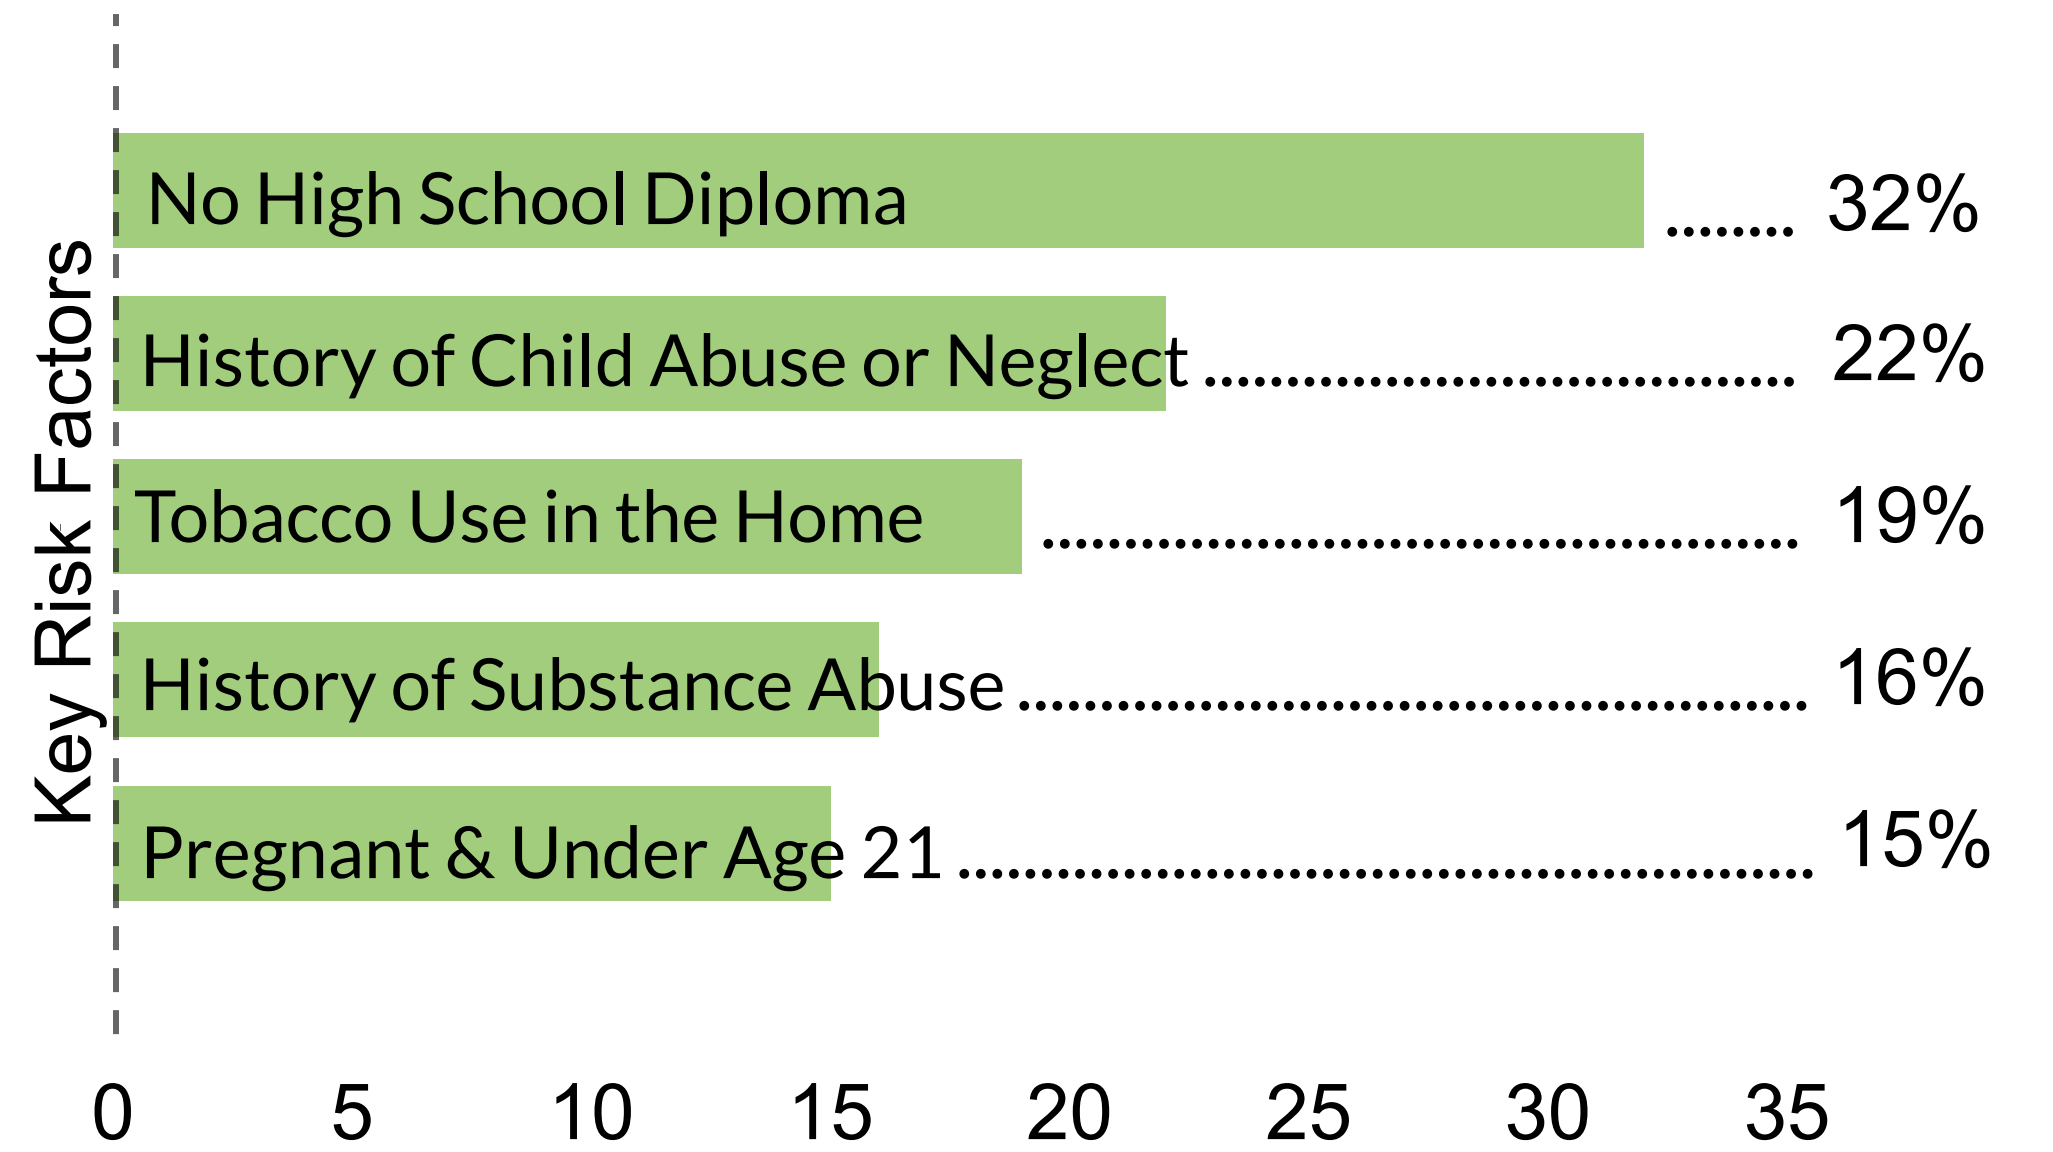 Key Risk Factors
No High School Diploma ........ 32%
History of Child Abuse or Neglect .................................... 22%
Tobacco Use in the Home .............................................. 19%
History of Substance Abuse ................................................ 16%
Pregnant & Under Age 21 .................................................... 15%
0 5 10 15 20 25 30 35